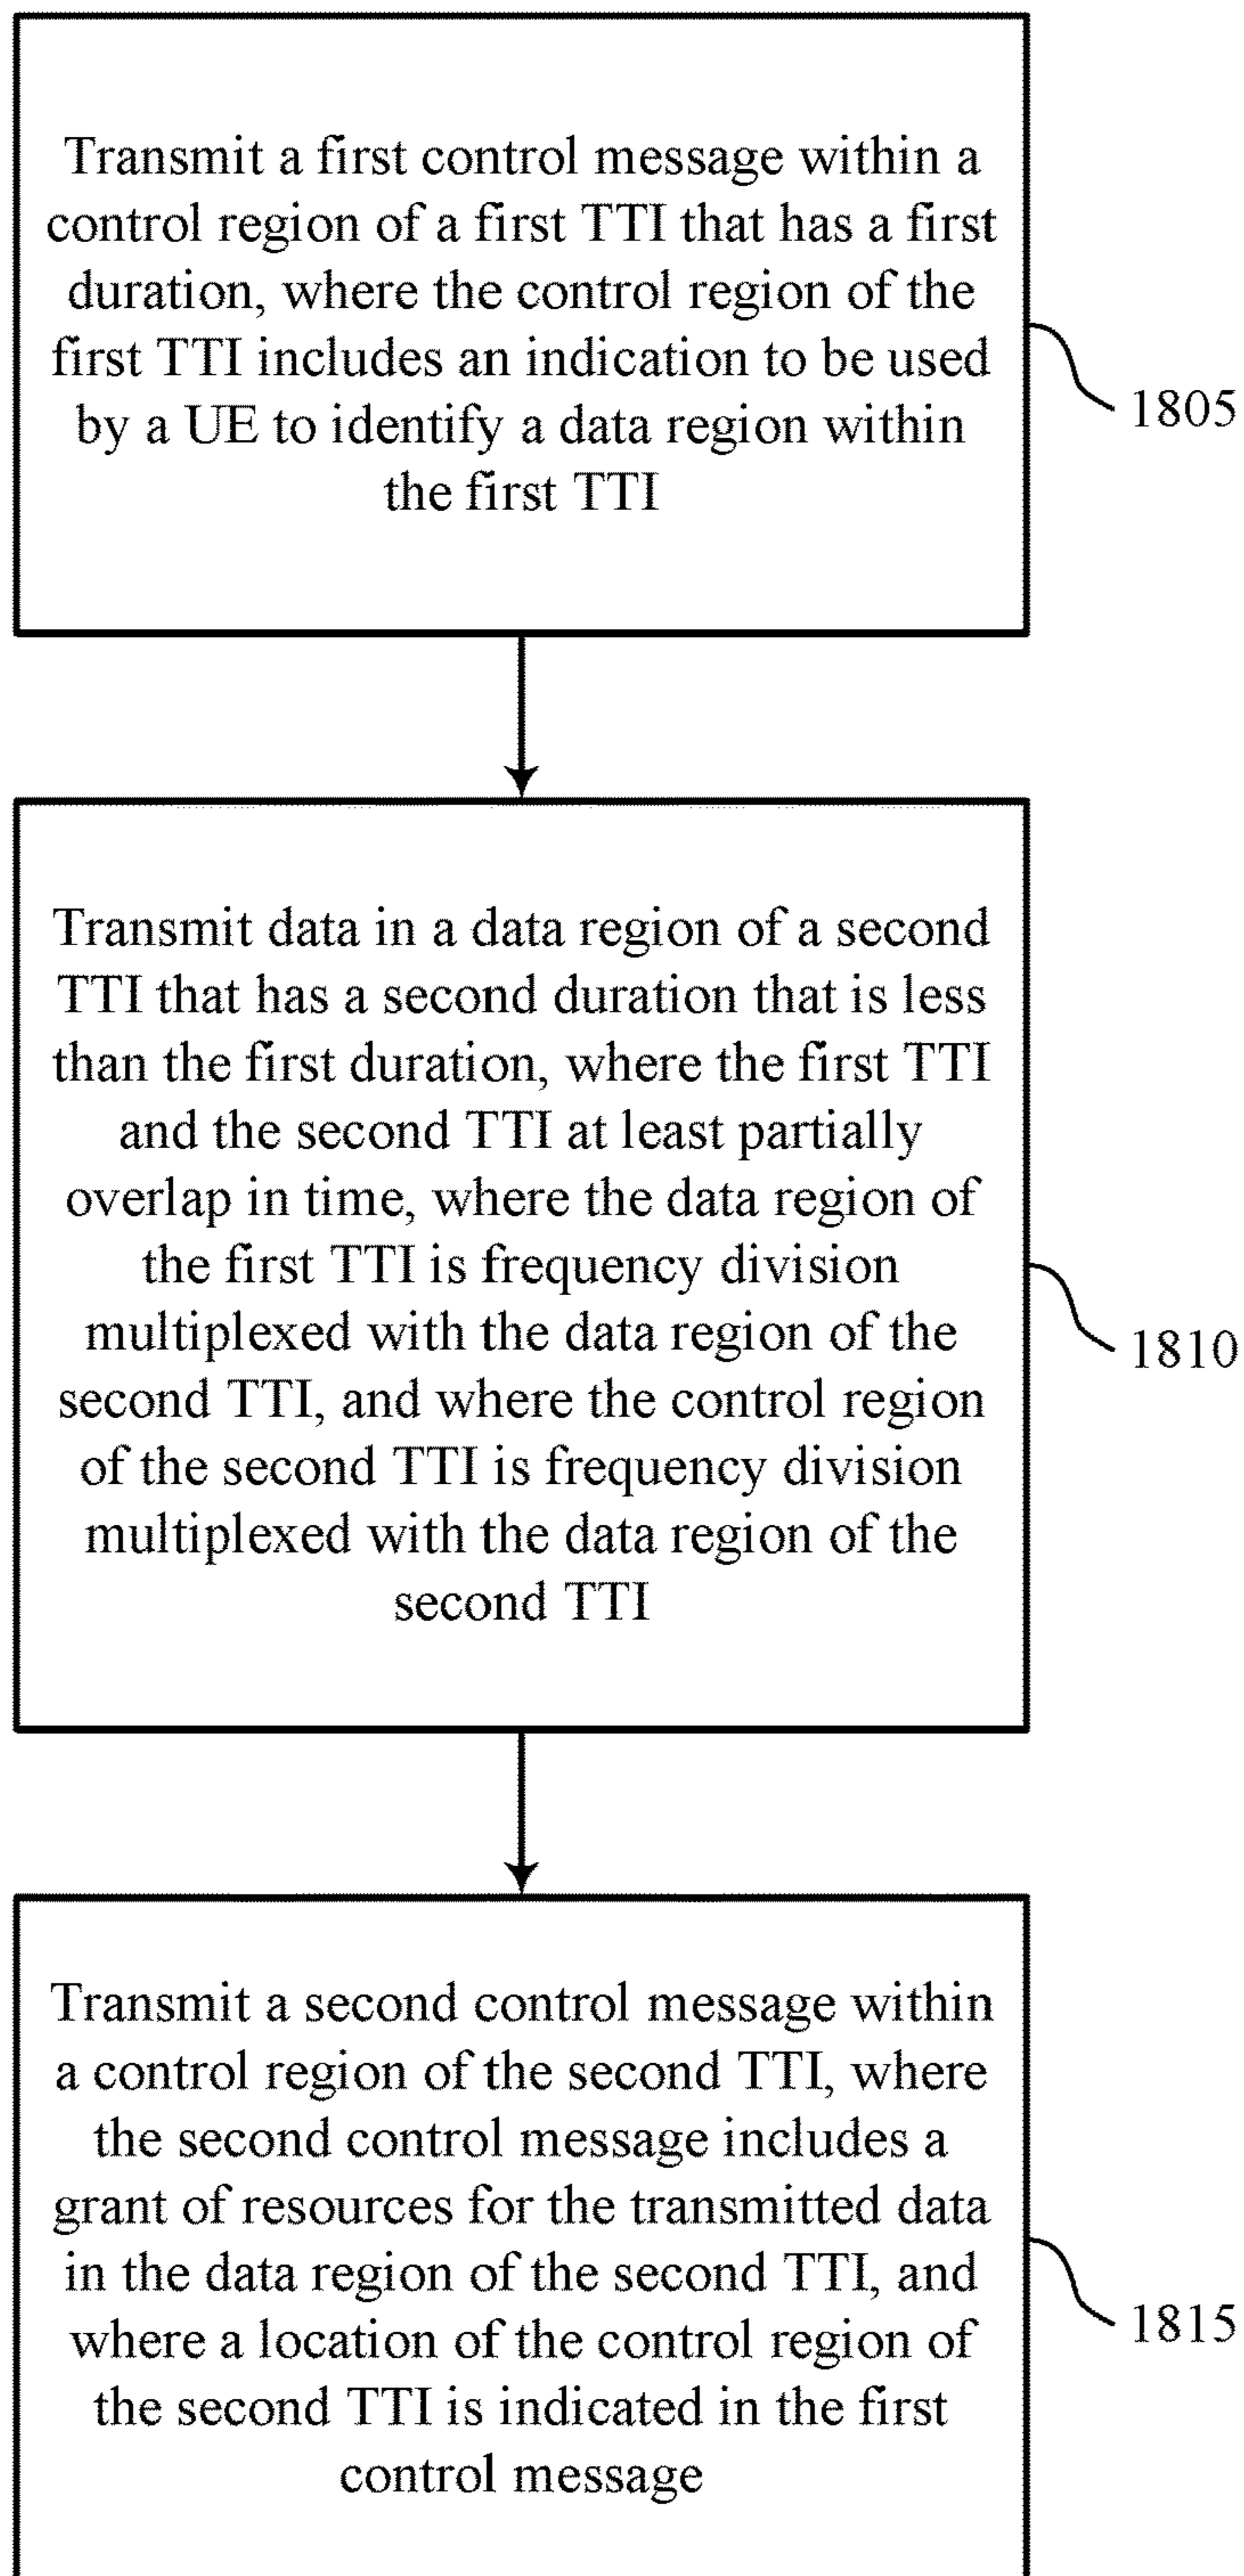 Transmit a first control message within a
control region of a first TTI that has a first
duration, where the control region of the
first TTI includes an indication to be used
by a UE to identify a data region within
the first TTI
1805
Transmit data in a data region of a second
TTI that has a second duration that is less
than the first duration, where the first TTI
and the second TTI at least partially
overlap in time, where the data region of
the first TTI is frequency division
multiplexed with the data region of the
second TTI, and where the control region
of the second TTI is frequency division
multiplexed with the data region of the
second TTI
1810
Transmit a second control message within
a control region of the second TTI, where
the second control message includes a
grant of resources for the transmitted data
in the data region of the second TTI, and
where a location of the control region of
the second TTI is indicated in the first
control message
1815